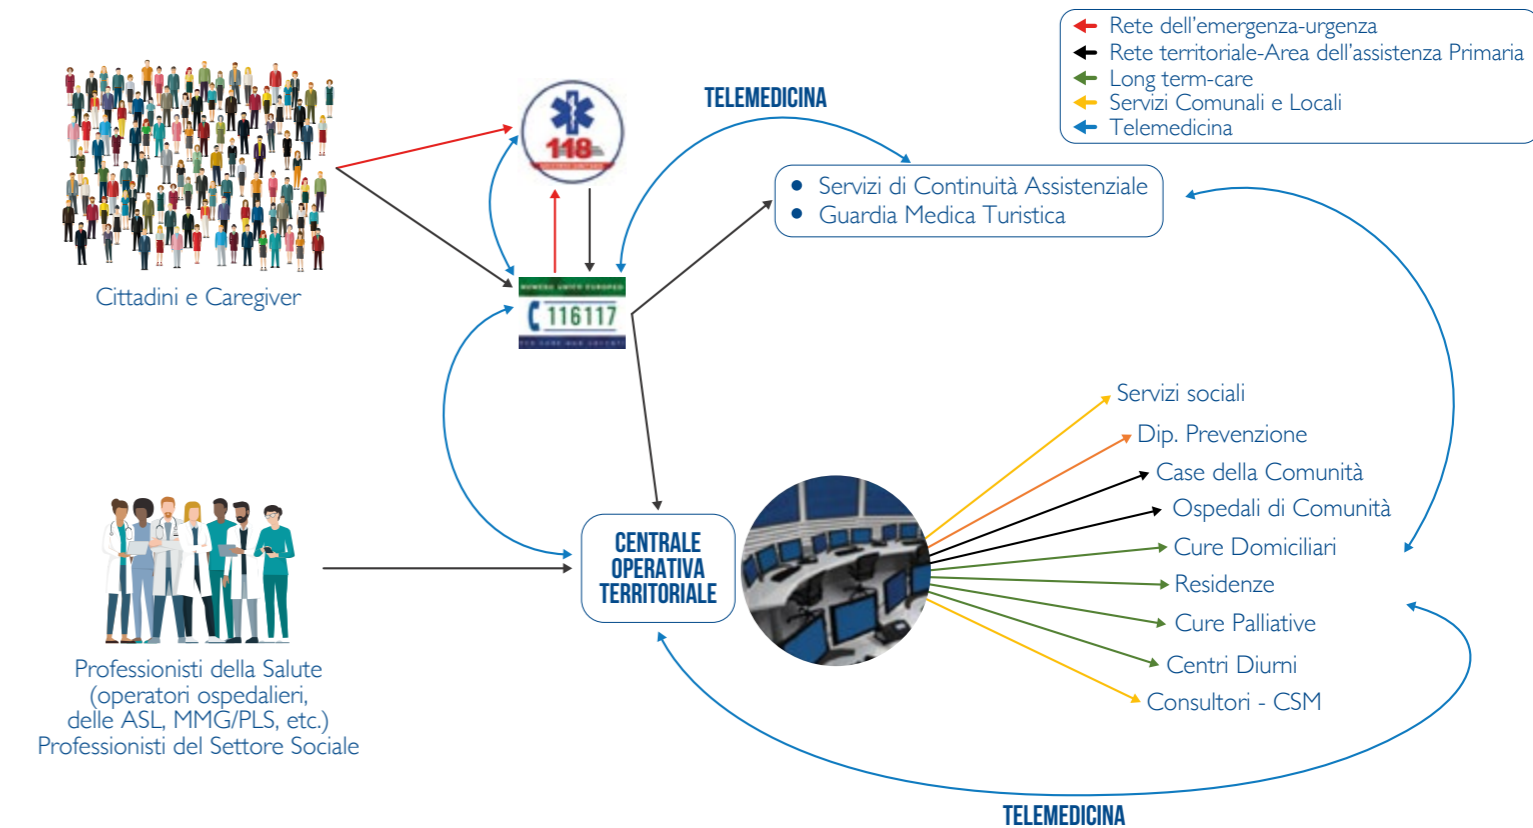 Rete dell'emergenza-urgenza
Rete territoriale-Area dell'assistenza Primaria
Long term-care
Servizi Comunali e Locali
Telemedicina
TELEMEDICINA
118
Servizi di Continuità Assistenziale
Guardia Medica Turistica
NUMERO UNICO EUROPEO
116117
Cittadini e Caregiver
Servizi sociali
Dip. Prevenzione
Case della Comunità
Ospedali di Comunità
Cure Domiciliari
Residenze
Cure Palliative
Centri Diurni
Consultori - CSM
CENTRALE
OPERATIVA
TERRITORIALE
Professionisti della Salute
(operatori ospedalieri,
delle ASL, MMG/PLS, etc.)
Professionisti del Settore Sociale
TELEMEDICINA